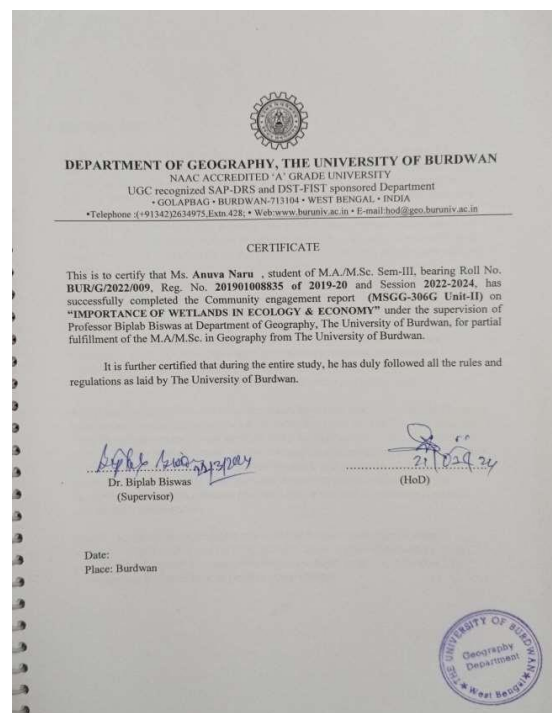 DEPARTMENT OF GEOGRAPHY, THE UNIVERSITY OF BURDWAN
NAAC ACCREDITED ‘A’ GRADE UNIVERSITY
UGC recognized SAP-DRS and DST-FIST sponsored Department
• GOLAPBAG • BURDWAN-713104 • WEST BENGAL • INDIA
•Telephone :(+91342)2634975,Extn.428; • Web:www.buruniv.ac.in • E-mail:hod@geo.buruniv.ac.in
CERTIFICATE
This is to certify that Ms. Anuva Naru , student of M.A./M.Sc. Sem-III, bearing Roll No.
BUR/G/2022/009, Reg. No. 201901008835 of 2019-20 and Session 2022-2024, has
successfully completed the Community engagement report (MSGG-306G Unit-II) on
“IMPORTANCE OF WETLANDS IN ECOLOGY & ECONOMY” under the supervision of
Professor Biplab Biswas at Department of Geography, The University of Burdwan, for partial
fulfillment of the M.A/M.Sc. in Geography from The University of Burdwan.
It is further certified that during the entire study, he has duly followed all the rules and
regulations as laid by The University of Burdwan.
Dr. Biplab Biswas
(Supervisor)
(HoD)
Date:
Place: Burdwan
THE UNIVERSITY OF BURDWAN
Geography
Department
West Bengal